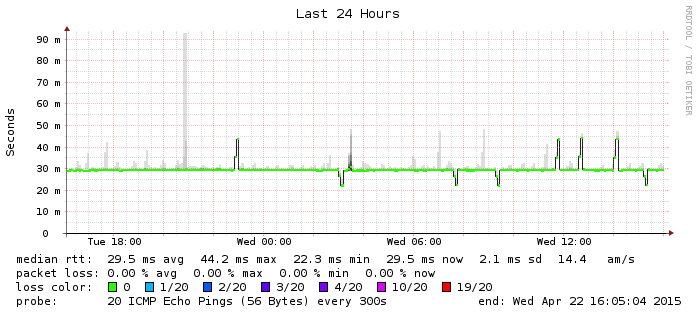 Last 24 Hours
RRDTOOL / TOBI OETIKER
Seconds
90 m
80 m
70 m
60 m
50 m
40 m
30 m
20 m
10 m
0
Tue 18:00 Wed 00:00 Wed 06:00 Wed 12:00
median rtt: 29.5 ms avg 44.2 ms max 22.3 ms min 29.5 ms now 2.1 ms sd 14.4 am/s
packet loss: 0.00 % avg 0.00 % max 0.00 % min 0.00 % now
loss color: 0 1/20 2/20 3/20 4/20 10/20 19/20
probe: 20 ICMP Echo Pings (56 Bytes) every 300s end: Wed Apr 22 16:05:04 2015